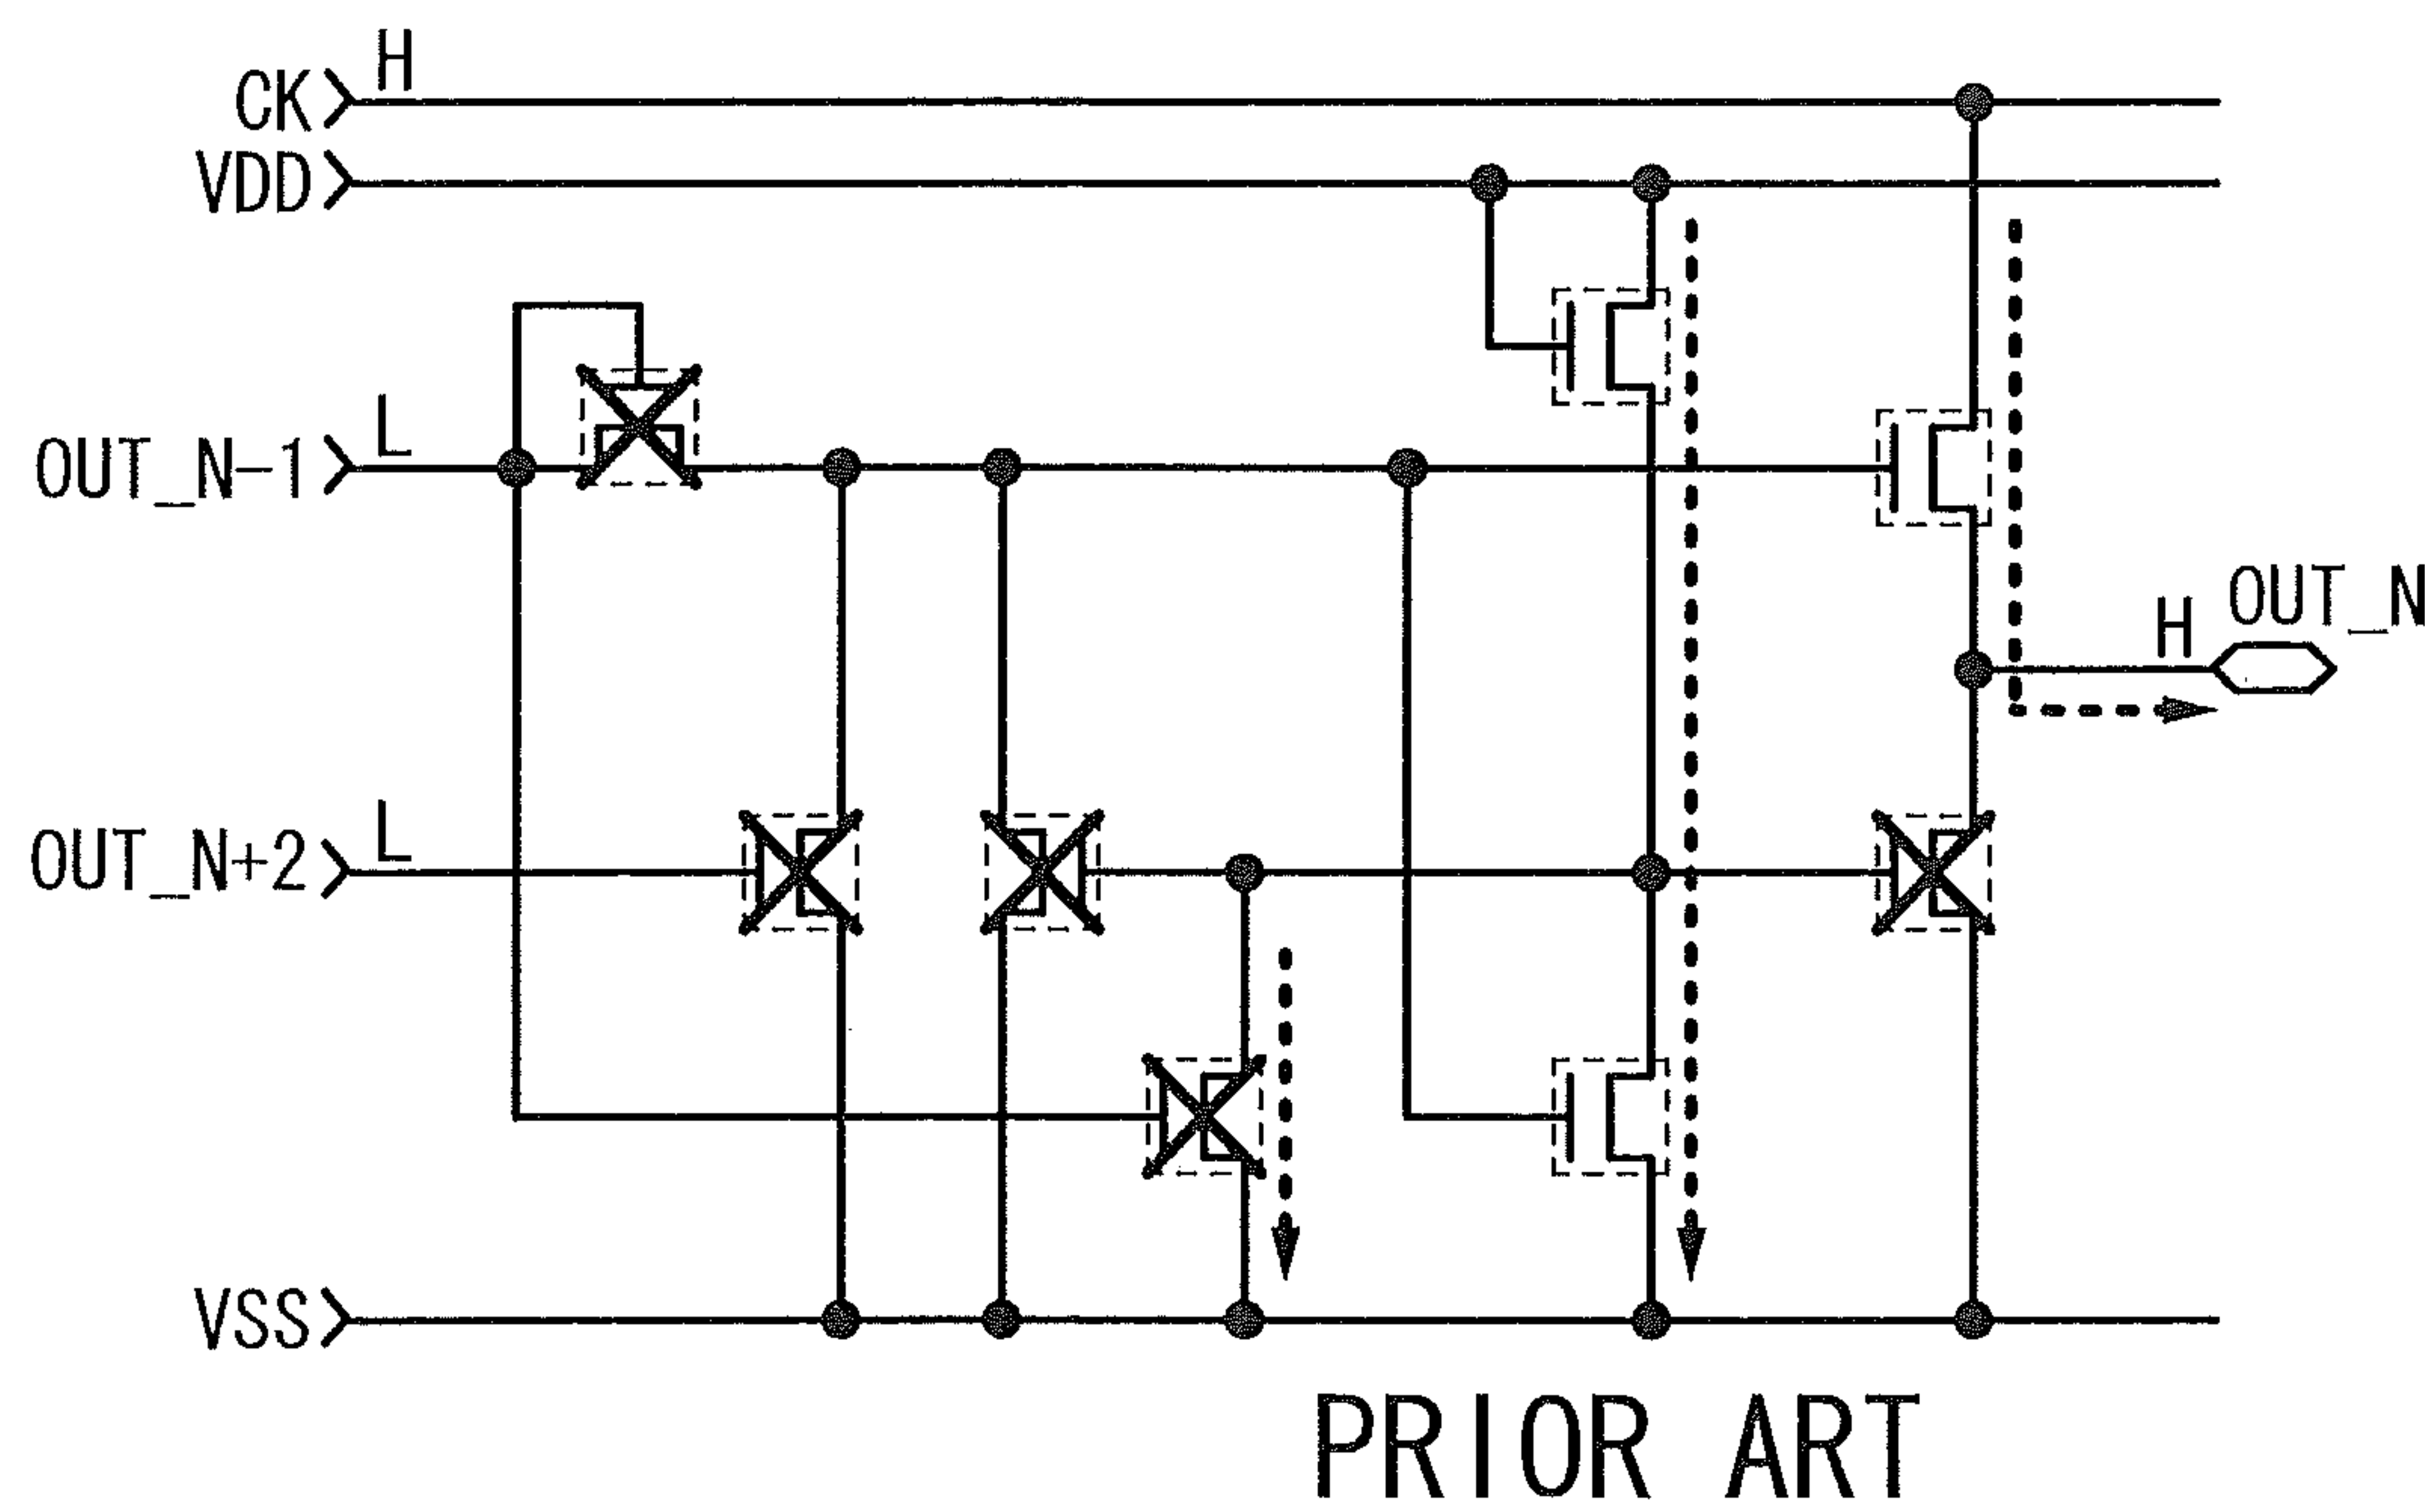 H
CK
VDD
L
OUT_N-1
OUT_N
H
L
OUT_N+2
VSS
PRIOR ART